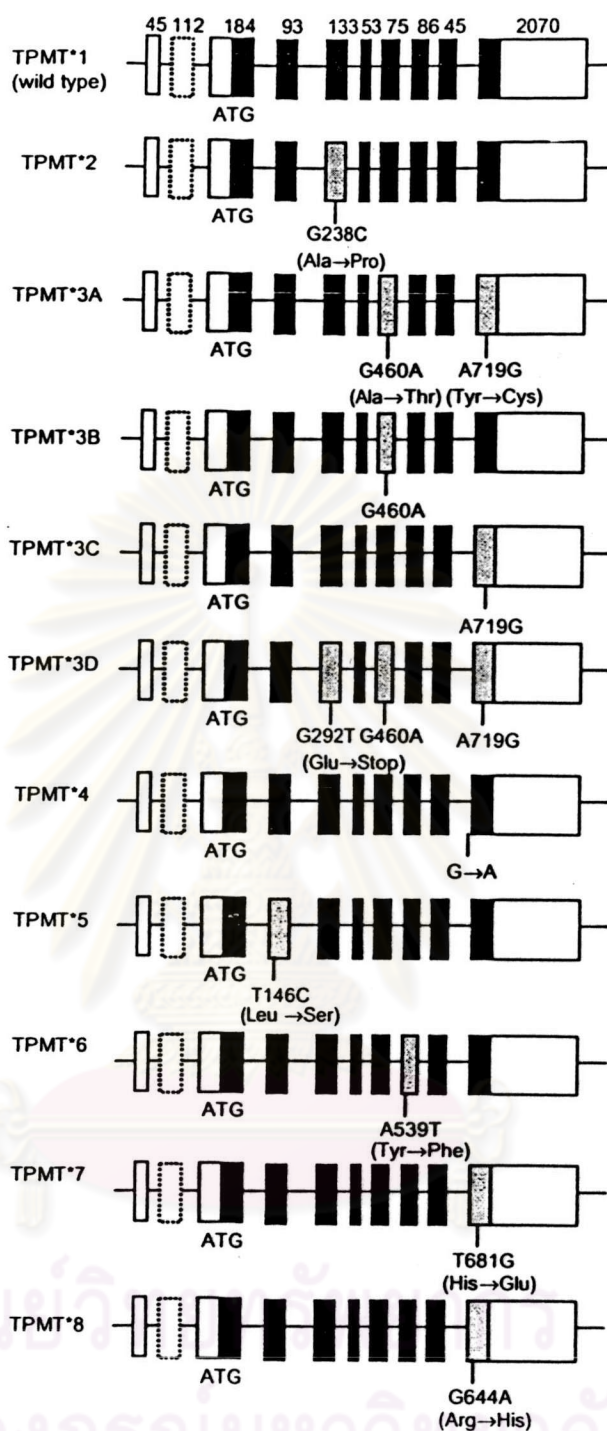 45 112 184 93 133 53 75 86 45 2070
TPMT*1
(wild type)
ATG
TPMT*2
ATG
G238C
(Ala→Pro)
TPMT*3A
ATG
G460A A719G
(Ala→Thr) (Tyr→Cys)
TPMT*3B
ATG
G460A
TPMT*3C
ATG
A719G
TPMT*3D
ATG
G292T G460A A719G
(Glu→Stop)
TPMT*4
ATG
G→A
TPMT*5
ATG
T146C
(Leu →Ser)
TPMT*6
ATG
A539T
(Tyr→Phe)
TPMT*7
ATG
T681G
(His→Glu)
TPMT*8
ATG
G644A
(Arg→His)